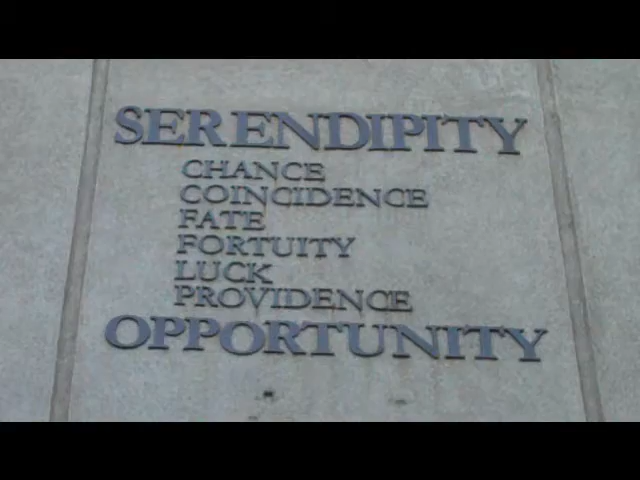 SERENDIPITY
CHANCE
COINCIDENCE
FATE
FORTUITY
LUCK
PROVIDENCE
OPPORTUNITY